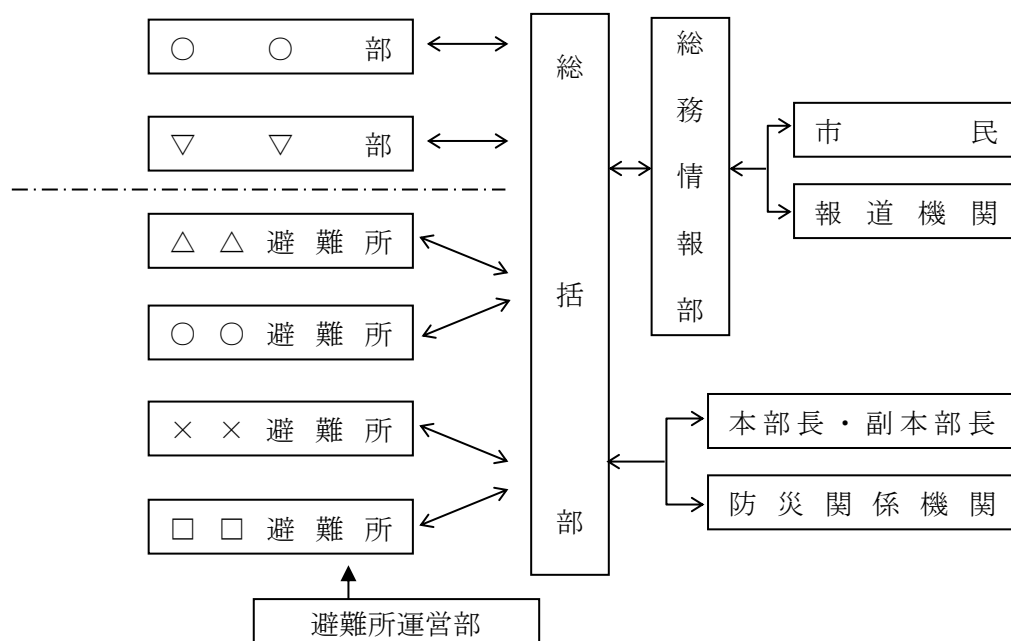 ○ ○ 部
▽ ▽ 部
△ △ 避 難 所
○ ○ 避 難 所
× × 避 難 所
□ □ 避 難 所
避難所運営部
総括部
総務情報部
市 民
報 道 機 関
本部長・副本部長
防 災 関 係 機 関